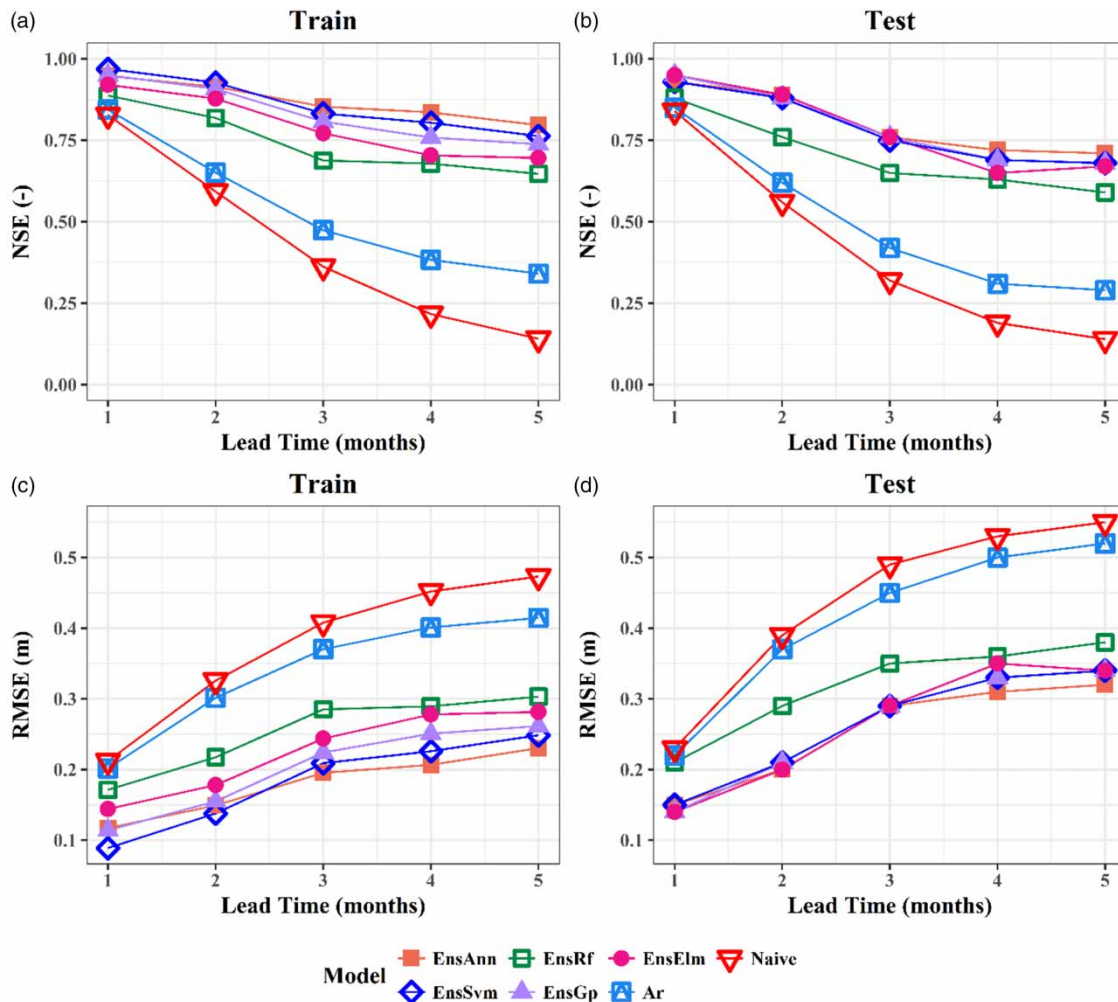 (a) Train
(b) Test
NSE (-)
1.00
0.75
0.50
0.25
0.00
1 2 3 4 5
Lead Time (months)
NSE (-)
1.00
0.75
0.50
0.25
0.00
1 2 3 4 5
Lead Time (months)
(c) Train
(d) Test
RMSE (m)
0.5
0.4
0.3
0.2
0.1
1 2 3 4 5
Lead Time (months)
RMSE (m)
0.5
0.4
0.3
0.2
0.1
1 2 3 4 5
Lead Time (months)
Model
EnsAnn EnsRf EnsElm Naive
EnsSvm EnsGp Ar